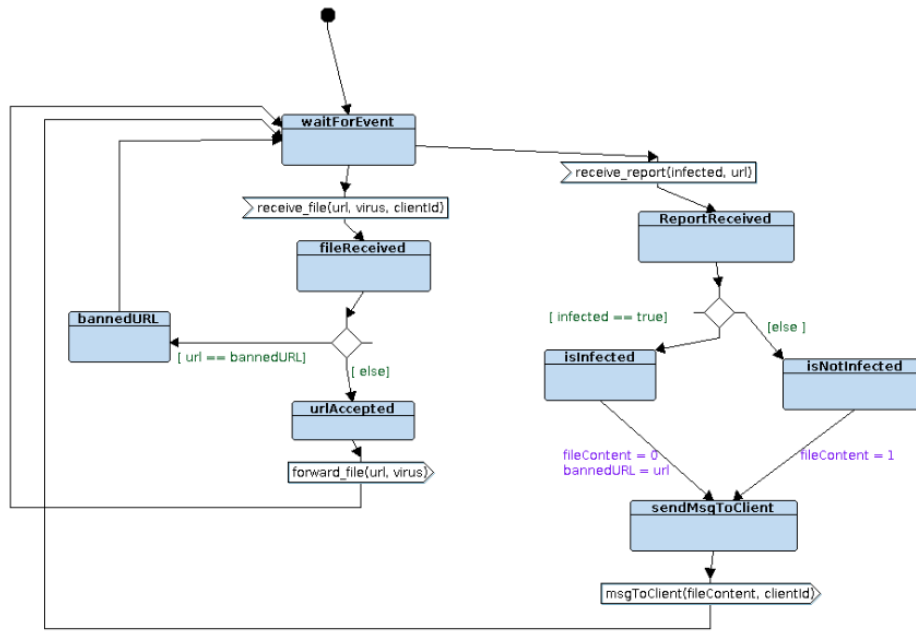 waitForEvent
receive_report(infected, url)
receive_file(url, virus, clientId)
ReportReceived
fileReceived
bannedURL
[ infected == true]
[else ]
[ url == bannedURL]
[ else]
isInfected
isNotInfected
urlAccepted
fileContent = 0
bannedURL = url
fileContent = 1
forward_file(url, virus)
sendMsgToClient
msgToClient(fileContent, clientId)